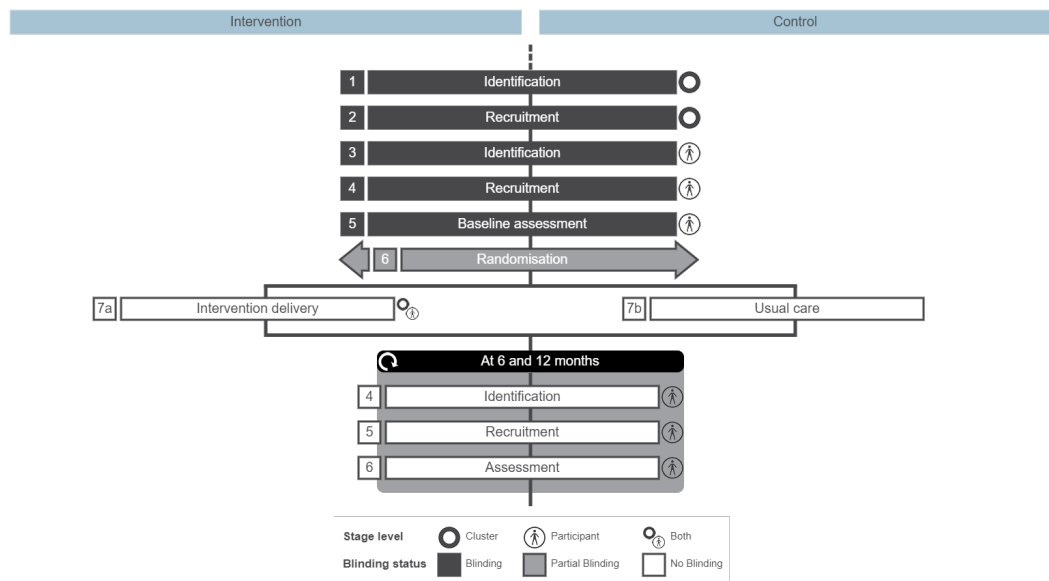 Intervention Control
1 Identification
2 Recruitment
3 Identification
4 Recruitment
5 Baseline assessment
6 Randomisation
7a Intervention delivery 7b Usual care
At 6 and 12 months
4 Identification
5 Recruitment
6 Assessment
Stage level Cluster Participant Both
Blinding status Blinding Partial Blinding No Blinding